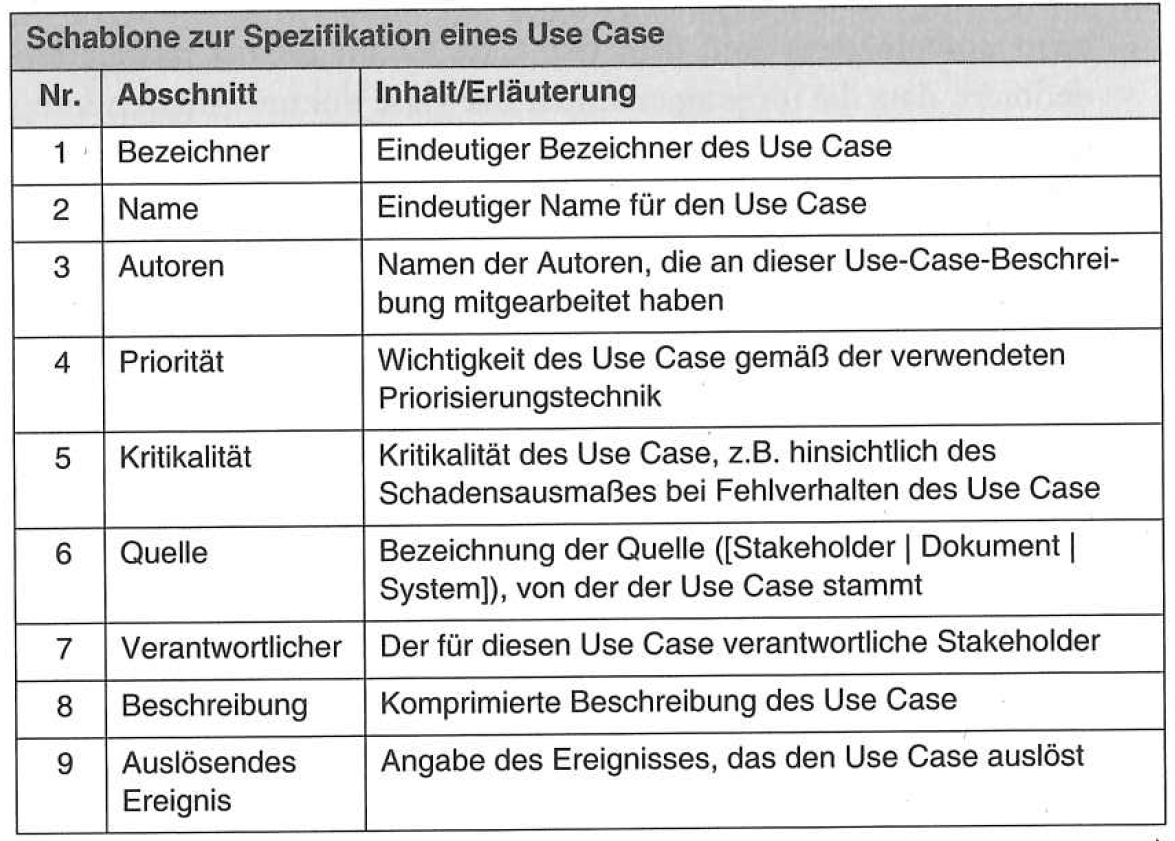 Schablone zur Spezifikation eines Use Case
Nr. Abschnitt Inhalt/Erläuterung
1 Bezeichner Eindeutiger Bezeichner des Use Case
2 Name Eindeutiger Name für den Use Case
3 Autoren Namen der Autoren, die an dieser Use-Case-Beschrei-
bung mitgearbeitet haben
4 Priorität Wichtigkeit des Use Case gemäß der verwendeten
Priorisierungstechnik
5 Kritikalität Kritikalität des Use Case, z.B. hinsichtlich des
Schadensausmaßes bei Fehlverhalten des Use Case
6 Quelle Bezeichnung der Quelle ([Stakeholder | Dokument |
System]), von der der Use Case stammt
7 Verantwortlicher Der für diesen Use Case verantwortliche Stakeholder
8 Beschreibung Komprimierte Beschreibung des Use Case
9 Auslösendes Angabe des Ereignisses, das den Use Case auslöst
Ereignis